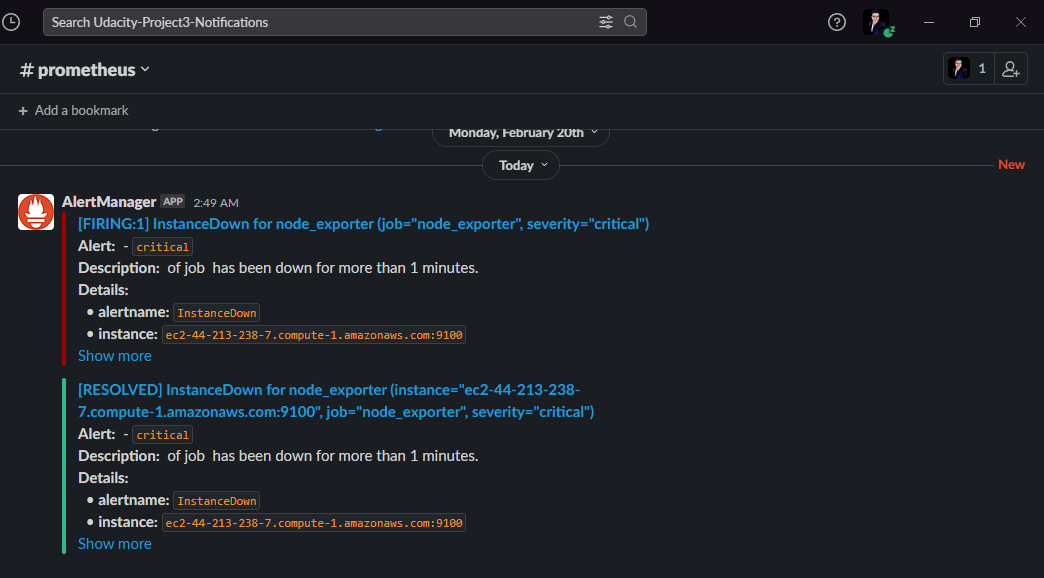 Search Udacity-Project3-Notifications
# prometheus
1
+ Add a bookmark
Monday, February 20th
Today
New
AlertManager APP 2:49 AM
[FIRING:1] InstanceDown for node_exporter (job="node_exporter", severity="critical")
Alert: - critical
Description: of job has been down for more than 1 minutes.
Details:
• alertname: InstanceDown
• instance: ec2-44-213-238-7.compute-1.amazonaws.com:9100
Show more
[RESOLVED] InstanceDown for node_exporter (instance="ec2-44-213-238-
7.compute-1.amazonaws.com:9100", job="node_exporter", severity="critical")
Alert: - critical
Description: of job has been down for more than 1 minutes.
Details:
• alertname: InstanceDown
• instance: ec2-44-213-238-7.compute-1.amazonaws.com:9100
Show more